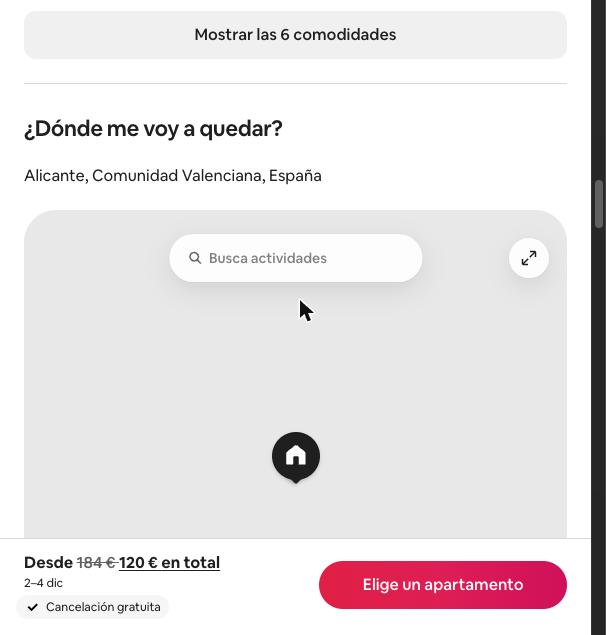 Mostrar las 6 comodidades
¿Dónde me voy a quedar?
Alicante, Comunidad Valenciana, España
Busca actividades
Desde 184 € 120 € en total
2–4 dic
Cancelación gratuita
Elige un apartamento